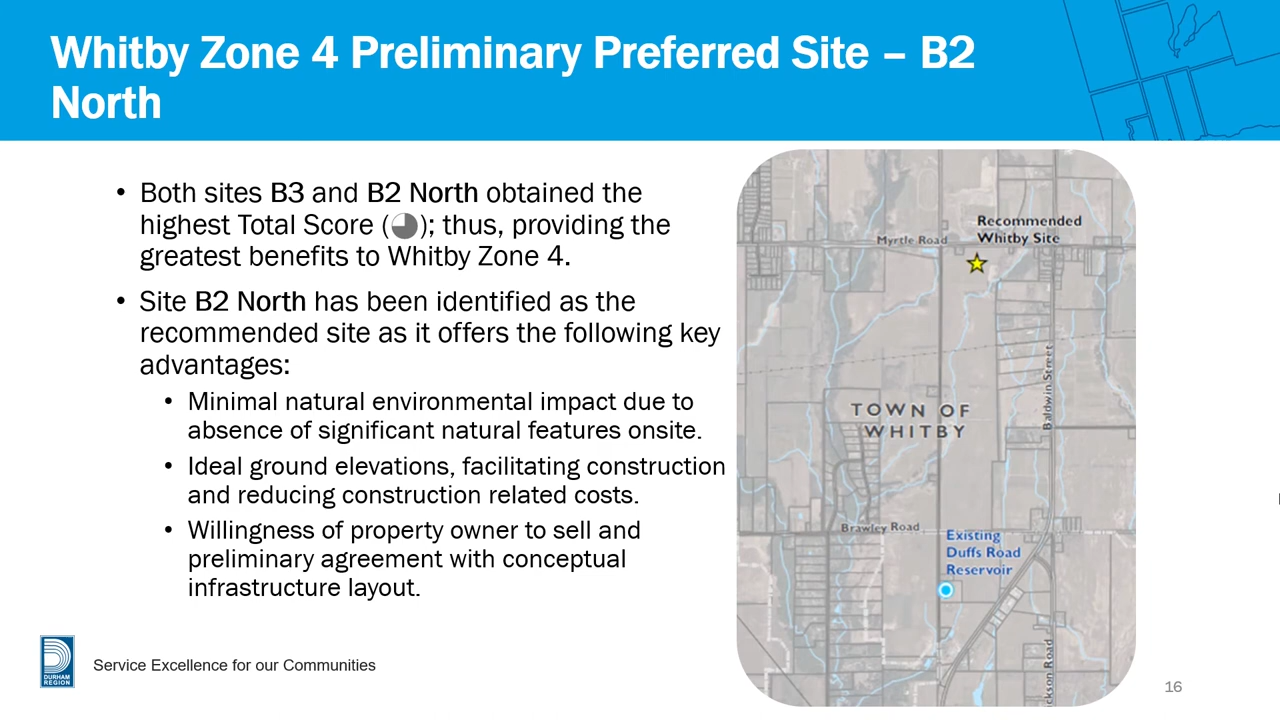 Whitby Zone 4 Preliminary Preferred Site – B2
North
• Both sites B3 and B2 North obtained the
highest Total Score ( ); thus, providing the
greatest benefits to Whitby Zone 4.
• Site B2 North has been identified as the
recommended site as it offers the following key
advantages:
• Minimal natural environmental impact due to
absence of significant natural features onsite.
• Ideal ground elevations, facilitating construction
and reducing construction related costs.
• Willingness of property owner to sell and
preliminary agreement with conceptual
infrastructure layout.
Recommended
Whitby Site
Myrtle Road
Baldwin Street
TOWN OF
WHITBY
Brawley Road
Existing
Duffs Road
Reservoir
ckson Road
DURHAM
REGION
Service Excellence for our Communities
16